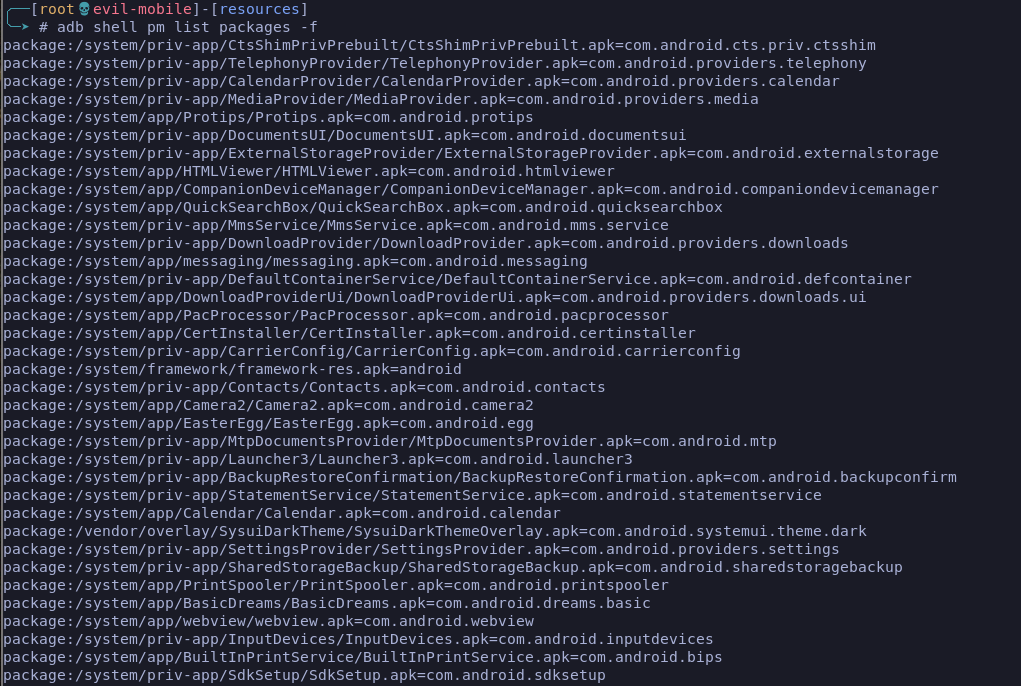 [root💀evil-mobile]-[resources]
# adb shell pm list packages -f
package:/system/priv-app/CtsShimPrivPrebuilt/CtsShimPrivPrebuilt.apk=com.android.cts.priv.ctsshim
package:/system/priv-app/TelephonyProvider/TelephonyProvider.apk=com.android.providers.telephony
package:/system/priv-app/CalendarProvider/CalendarProvider.apk=com.android.providers.calendar
package:/system/priv-app/MediaProvider/MediaProvider.apk=com.android.providers.media
package:/system/app/Protips/Protips.apk=com.android.protips
package:/system/priv-app/DocumentsUI/DocumentsUI.apk=com.android.documentsui
package:/system/priv-app/ExternalStorageProvider/ExternalStorageProvider.apk=com.android.externalstorage
package:/system/app/HTMLViewer/HTMLViewer.apk=com.android.htmlviewer
package:/system/app/CompanionDeviceManager/CompanionDeviceManager.apk=com.android.companiondevicemanager
package:/system/app/QuickSearchBox/QuickSearchBox.apk=com.android.quicksearchbox
package:/system/priv-app/MmsService/MmsService.apk=com.android.mms.service
package:/system/priv-app/DownloadProvider/DownloadProvider.apk=com.android.providers.downloads
package:/system/app/messaging/messaging.apk=com.android.messaging
package:/system/priv-app/DefaultContainerService/DefaultContainerService.apk=com.android.defcontainer
package:/system/app/DownloadProviderUi/DownloadProviderUi.apk=com.android.providers.downloads.ui
package:/system/app/PacProcessor/PacProcessor.apk=com.android.pacprocessor
package:/system/app/CertInstaller/CertInstaller.apk=com.android.certinstaller
package:/system/priv-app/CarrierConfig/CarrierConfig.apk=com.android.carrierconfig
package:/system/framework/framework-res.apk=android
package:/system/priv-app/Contacts/Contacts.apk=com.android.contacts
package:/system/app/Camera2/Camera2.apk=com.android.camera2
package:/system/app/EasterEgg/EasterEgg.apk=com.android.egg
package:/system/priv-app/MtpDocumentsProvider/MtpDocumentsProvider.apk=com.android.mtp
package:/system/priv-app/Launcher3/Launcher3.apk=com.android.launcher3
package:/system/priv-app/BackupRestoreConfirmation/BackupRestoreConfirmation.apk=com.android.backupconfirm
package:/system/priv-app/StatementService/StatementService.apk=com.android.statementservice
package:/system/app/Calendar/Calendar.apk=com.android.calendar
package:/vendor/overlay/SysuiDarkTheme/SysuiDarkThemeOverlay.apk=com.android.systemui.theme.dark
package:/system/priv-app/SettingsProvider/SettingsProvider.apk=com.android.providers.settings
package:/system/priv-app/SharedStorageBackup/SharedStorageBackup.apk=com.android.sharedstoragebackup
package:/system/app/PrintSpooler/PrintSpooler.apk=com.android.printspooler
package:/system/app/BasicDreams/BasicDreams.apk=com.android.dreams.basic
package:/system/app/webview/webview.apk=com.android.webview
package:/system/priv-app/InputDevices/InputDevices.apk=com.android.inputdevices
package:/system/app/BuiltInPrintService/BuiltInPrintService.apk=com.android.bips
package:/system/priv-app/SdkSetup/SdkSetup.apk=com.android.sdksetup